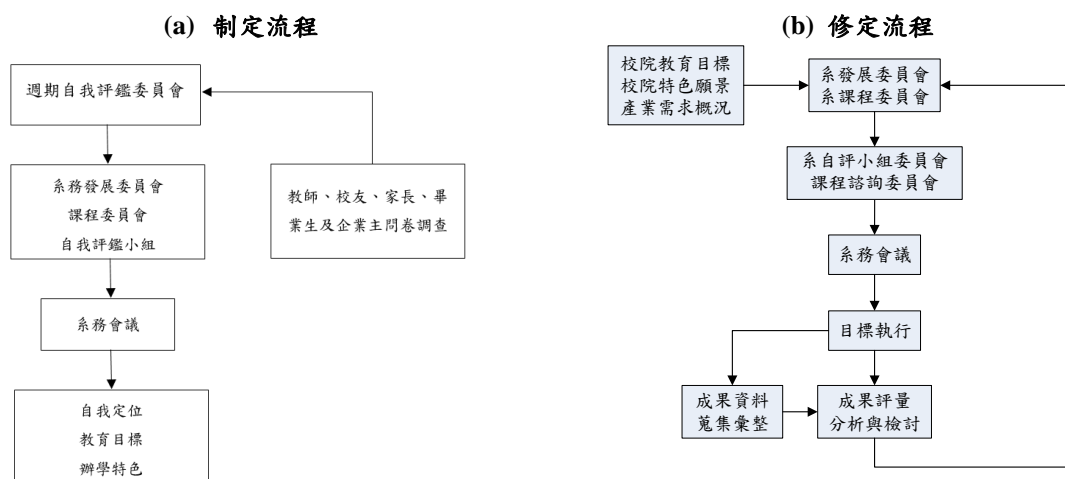 (a) 制定流程
週期自我評鑑委員會
系務發展委員會
課程委員會
自我評鑑小組
教師、校友、家長、畢
業生及企業主問卷調查
系務會議
自我定位
教育目標
辦學特色
(b) 修定流程
校院教育目標
校院特色願景
產業需求概況
系發展委員會
系課程委員會
系自評小組委員會
課程諮詢委員會
系務會議
目標執行
成果資料
蒐集彙整
成果評量
分析與檢討